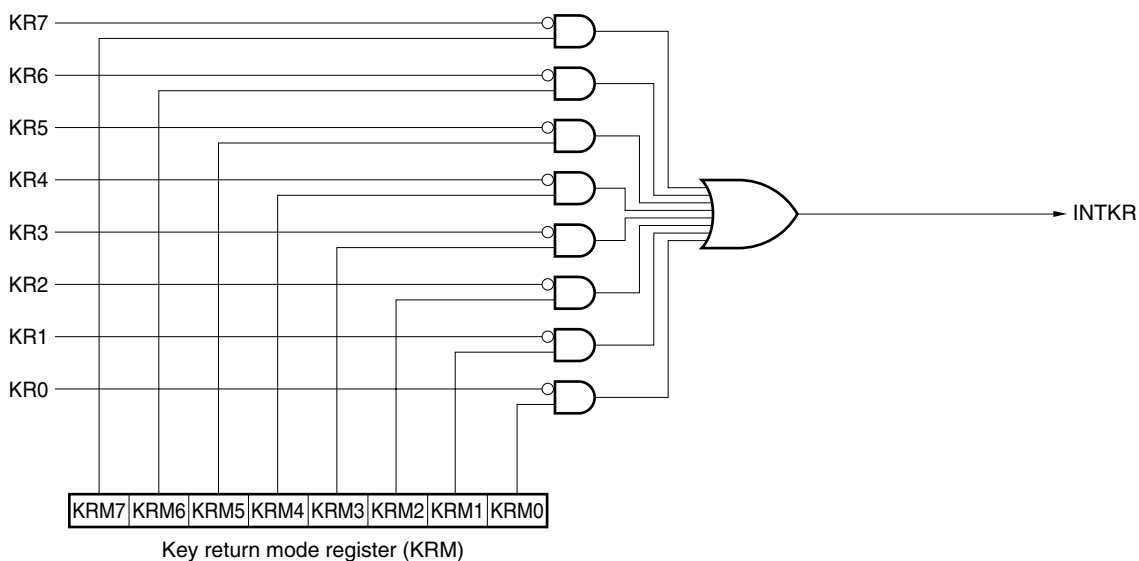 KR7
KR6
KR5
KR4
KR3
KR2
KR1
KR0
INTKR
KRM7 KRM6 KRM5 KRM4 KRM3 KRM2 KRM1 KRM0
Key return mode register (KRM)